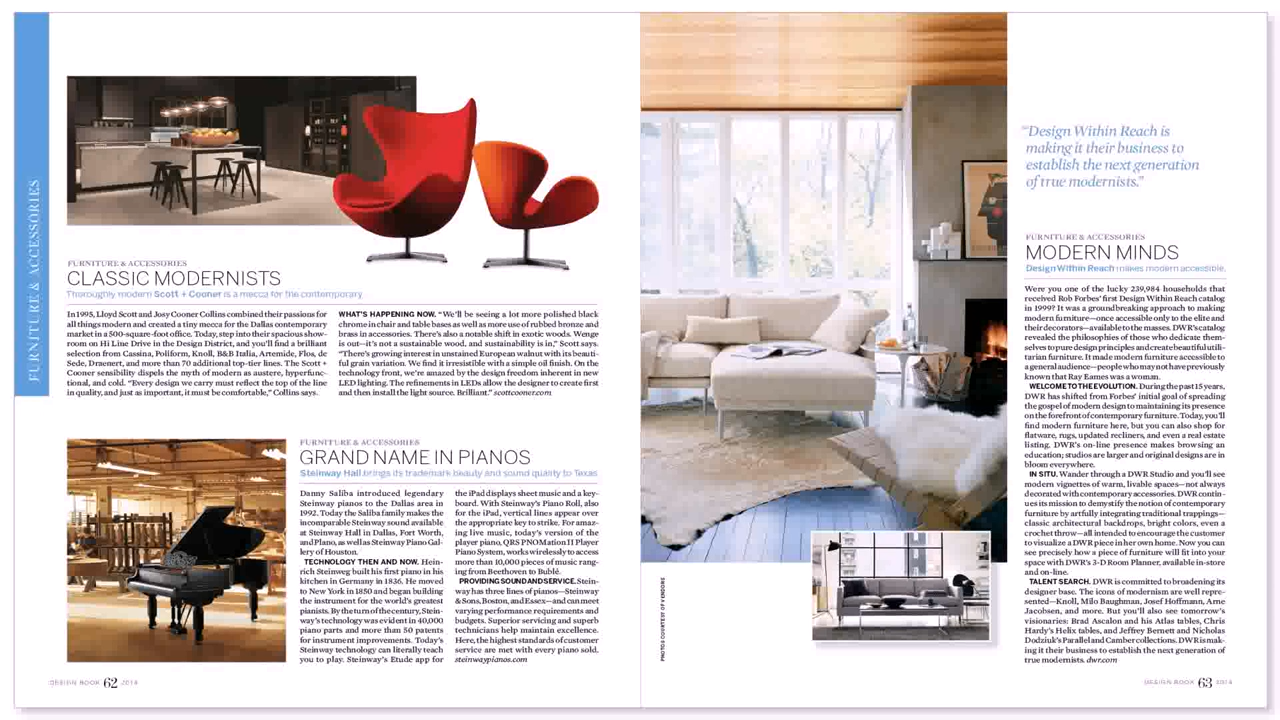 FURNITURE & ACCESSORIES
FURNITURE & ACCESSORIES
CLASSIC MODERNISTS
Thoroughly modern Scott + Cooner is a mecca for fine contemporary.
In 1995, Lloyd Scott and Josy Cooner Collins combined their passions for
all things modern and created a tiny mecca for the Dallas contemporary
market in a 500-square-foot office. Today, step into their spacious show-
room on Hi Line Drive in the Design District, and you'll find a brilliant
selection from Cassina, Poliform, Knoll, B&B Italia, Artemide, Flos, de
Sede, Draenert, and more than 70 additional top-tier lines. The Scott +
Cooner sensibility dispels the myth of modern as austere, hyperfunc-
tional, and cold. “Every design we carry must reflect the top of the line
in quality, and just as important, it must be comfortable,” Collins says.
WHAT'S HAPPENING NOW. “We'll be seeing a lot more polished black
chrome in chair and table bases as well as more use of rubbed bronze and
brass in accessories. There's also a notable shift in exotic woods. Wenge
is out—it's not a sustainable wood, and sustainability is in,” Scott says.
“There's growing interest in unstained European walnut with its beauti-
ful grain variation. We find it irresistible with a simple oil finish. On the
technology front, we're amazed by the design freedom inherent in new
LED lighting. The refinements in LEDs allow the designer to create first
and then install the light source. Brilliant.” scottcooner.com
FURNITURE & ACCESSORIES
GRAND NAME IN PIANOS
Steinway Hall brings its trademark beauty and sound quality to Texas.
Danny Saliba introduced legendary
Steinway pianos to the Dallas area in
1992. Today the Saliba family makes the
incomparable Steinway sound available
at Steinway Hall in Dallas, Fort Worth,
and Plano, as well as Steinway Piano Gal-
lery of Houston.
TECHNOLOGY THEN AND NOW. Hein-
rich Steinweg built his first piano in his
kitchen in Germany in 1836. He moved
to New York in 1850 and began building
the instrument for the world's greatest
pianists. By the turn of the century, Stein-
way's technology was evident in 40,000
piano parts and more than 50 patents
for instrument improvements. Today's
Steinway technology can literally teach
you to play. Steinway's Etude app for
the iPad displays sheet music and a key-
board. With Steinway's Piano Roll, also
for the iPad, vertical lines appear over
the appropriate key to strike. For amaz-
ing live music, today's version of the
player piano, QRS PNOmation II Player
Piano System, works wirelessly to access
more than 10,000 pieces of music rang-
ing from Beethoven to Bublé.
PROVIDING SOUND AND SERVICE. Stein-
way has three lines of pianos—Steinway
& Sons, Boston, and Essex—and can meet
varying performance requirements and
budgets. Superior servicing and superb
technicians help maintain excellence.
Here, the highest standards of customer
service are met with every piano sold.
steinwaypianos.com
DESIGN BOOK 62 2014
PHOTOS COURTESY OF VENDORS
“Design Within Reach is
making it their business to
establish the next generation
of true modernists.”
FURNITURE & ACCESSORIES
MODERN MINDS
Design Within Reach makes modern accessible.
Were you one of the lucky 239,984 households that
received Rob Forbes' first Design Within Reach catalog
in 1999? It was a groundbreaking approach to making
modern furniture—once accessible only to the elite and
their decorators—available to the masses. DWR's catalog
revealed the philosophies of those who dedicate them-
selves to pure design principles and create beautiful utili-
tarian furniture. It made modern furniture accessible to
a general audience—people who may not have previously
known that Ray Eames was a woman.
WELCOME TO THE EVOLUTION. During the past 15 years,
DWR has shifted from Forbes' initial goal of spreading
the gospel of modern design to maintaining its presence
on the forefront of contemporary furniture. Today, you'll
find modern furniture here, but you can also shop for
flatware, rugs, updated recliners, and even a real estate
listing. DWR's on-line presence makes browsing an
education; studios are larger and original designs are in
bloom everywhere.
IN SITU. Wander through a DWR Studio and you'll see
modern vignettes of warm, livable spaces—not always
decorated with contemporary accessories. DWR contin-
ues its mission to demystify the notion of contemporary
furniture by artfully integrating traditional trappings—
classic architectural backdrops, bright colors, even a
crochet throw—all intended to encourage the customer
to visualize a DWR piece in her own home. Now you can
see precisely how a piece of furniture will fit into your
space with DWR's 3-D Room Planner, available in-store
and on-line.
TALENT SEARCH. DWR is committed to broadening its
designer base. The icons of modernism are well repre-
sented—Knoll, Milo Baughman, Josef Hoffmann, Arne
Jacobsen, and more. But you'll also see tomorrow's
visionaries: Brad Ascalon and his Atlas tables, Chris
Hardy's Helix tables, and Jeffrey Bernett and Nicholas
Dodziuk's Parallel and Camber collections. DWR is mak-
ing it their business to establish the next generation of
true modernists. dwr.com
DESIGN BOOK 63 2014